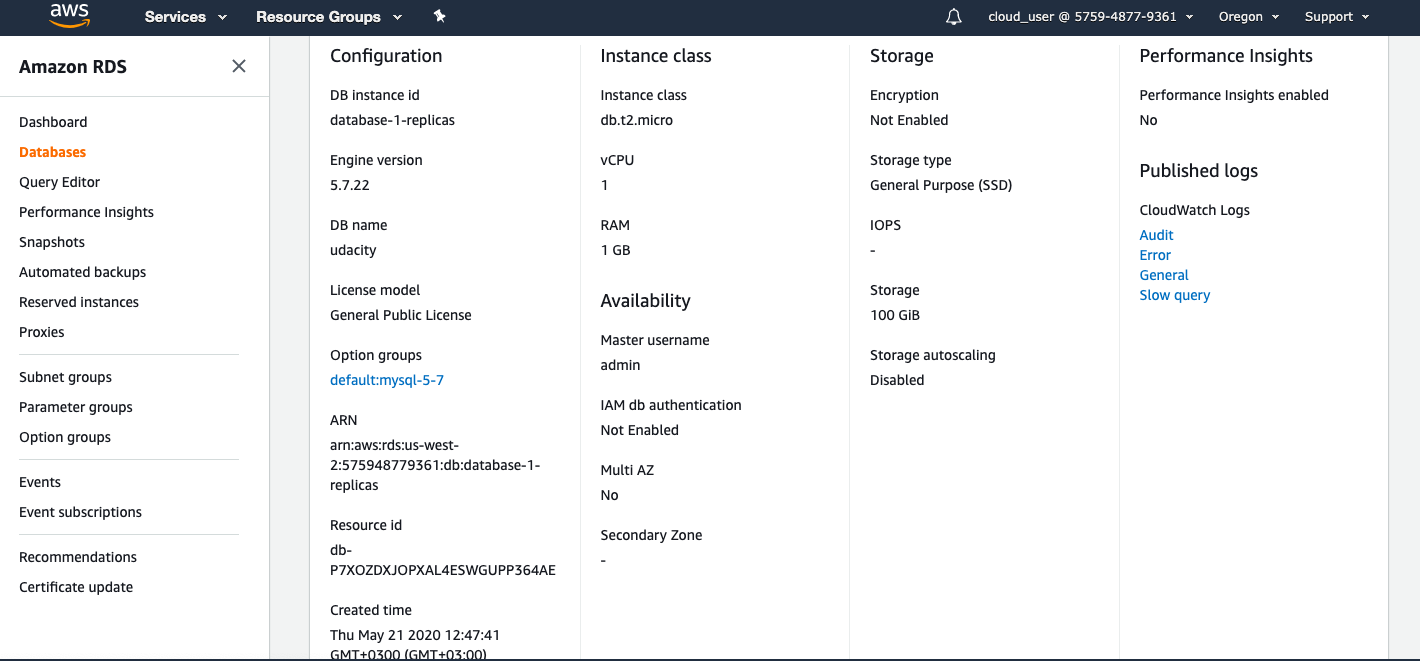 aws
Services
Resource Groups
cloud_user @ 5759-4877-9361
Oregon
Support
Amazon RDS
Dashboard
Databases
Query Editor
Performance Insights
Snapshots
Automated backups
Reserved instances
Proxies
Subnet groups
Parameter groups
Option groups
Events
Event subscriptions
Recommendations
Certificate update
Configuration
DB instance id
database-1-replicas
Engine version
5.7.22
DB name
udacity
License model
General Public License
Option groups
default:mysql-5-7
ARN
arn:aws:rds:us-west-
2:575948779361:db:database-1-
replicas
Resource id
db-
P7XOZDXJOPXAL4ESWGUPP364AE
Created time
Thu May 21 2020 12:47:41
GMT+0300 (GMT+03:00)
Instance class
Instance class
db.t2.micro
vCPU
1
RAM
1 GB
Availability
Master username
admin
IAM db authentication
Not Enabled
Multi AZ
No
Secondary Zone
-
Storage
Encryption
Not Enabled
Storage type
General Purpose (SSD)
IOPS
-
Storage
100 GiB
Storage autoscaling
Disabled
Performance Insights
Performance Insights enabled
No
Published logs
CloudWatch Logs
Audit
Error
General
Slow query